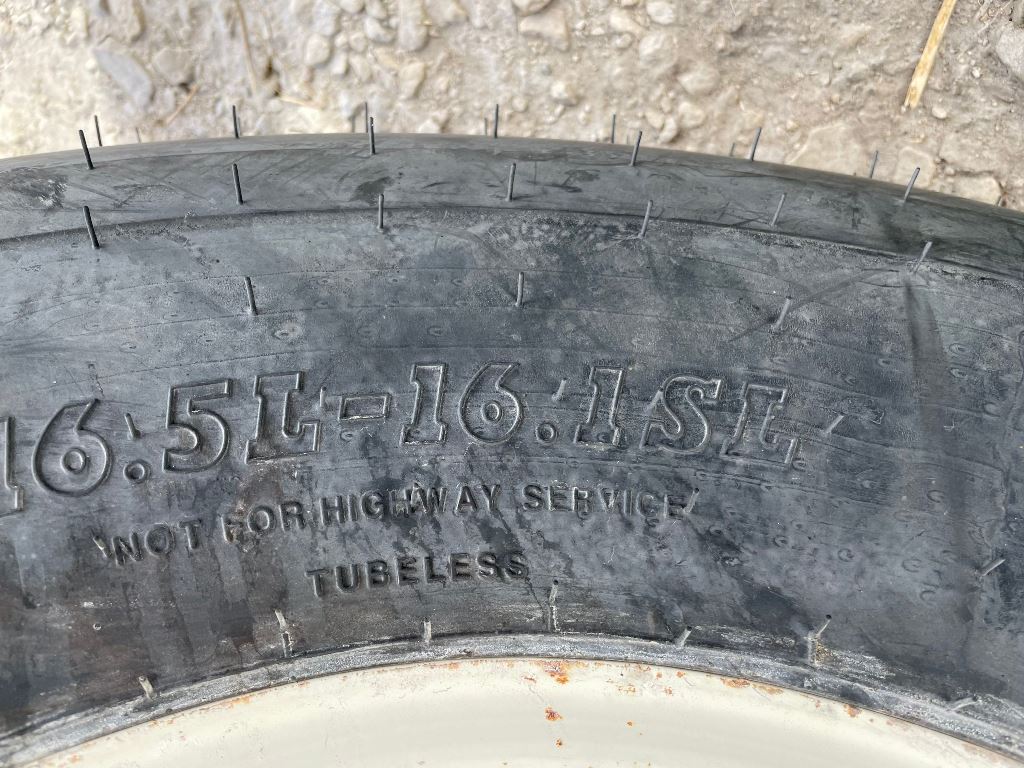 16.5L-16.1SL
NOT FOR HIGHWAY SERVICE
TUBELESS